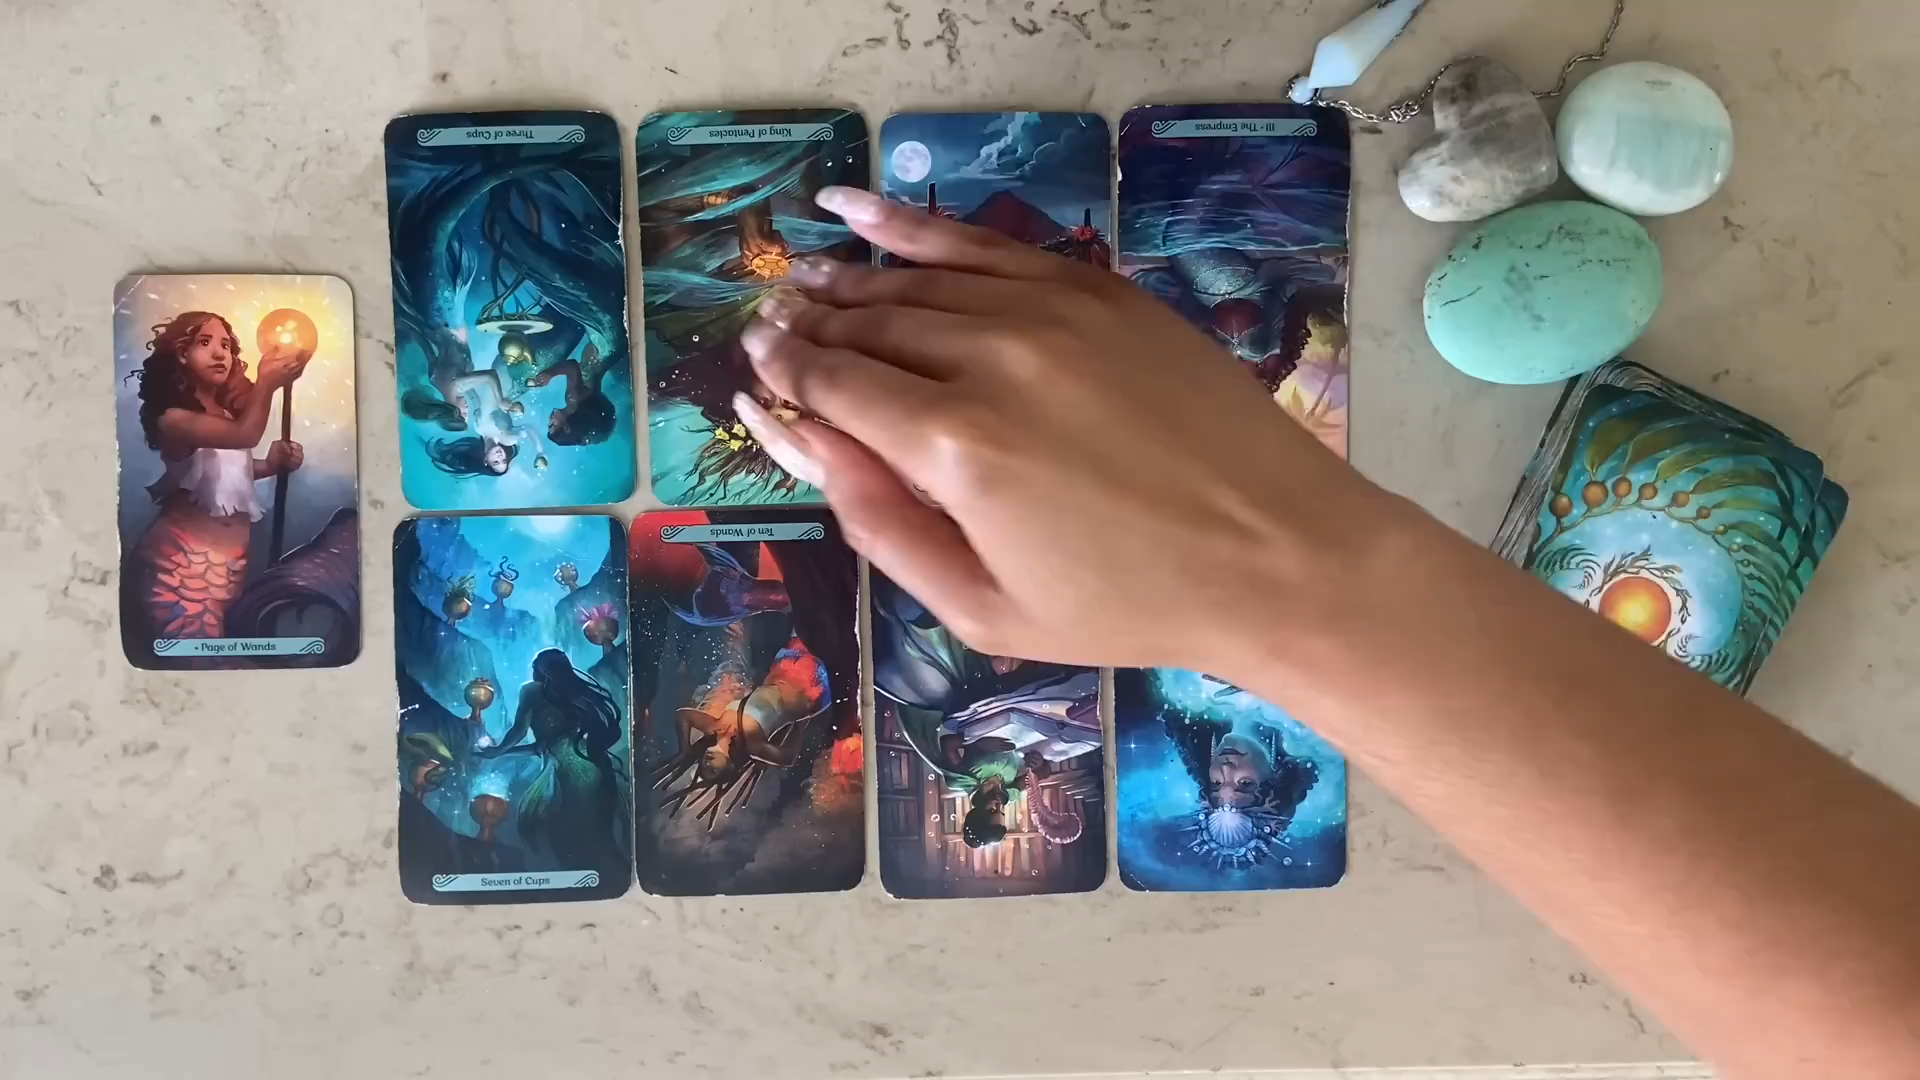 Three of Cups
King of Pentacles
III • The Empress
• Page of Wands
Ten of Wands
Seven of Cups